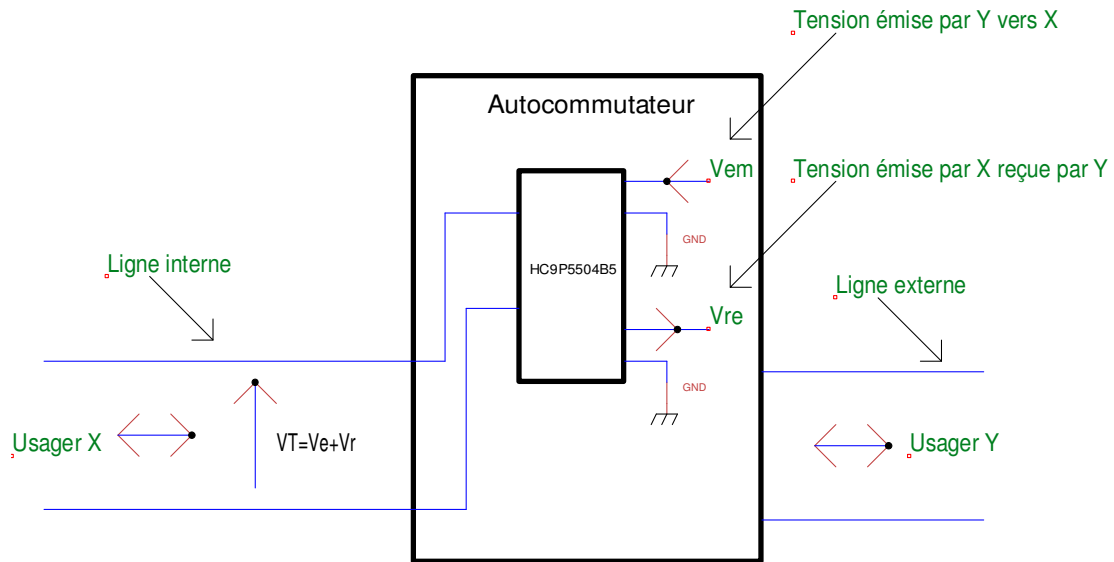 Tension émise par Y vers X
Autocommutateur
Vem
Tension émise par X reçue par Y
GND
HC9P5504B5
Ligne interne
Ligne externe
Vre
GND
Usager X
VT=Ve+Vr
Usager Y